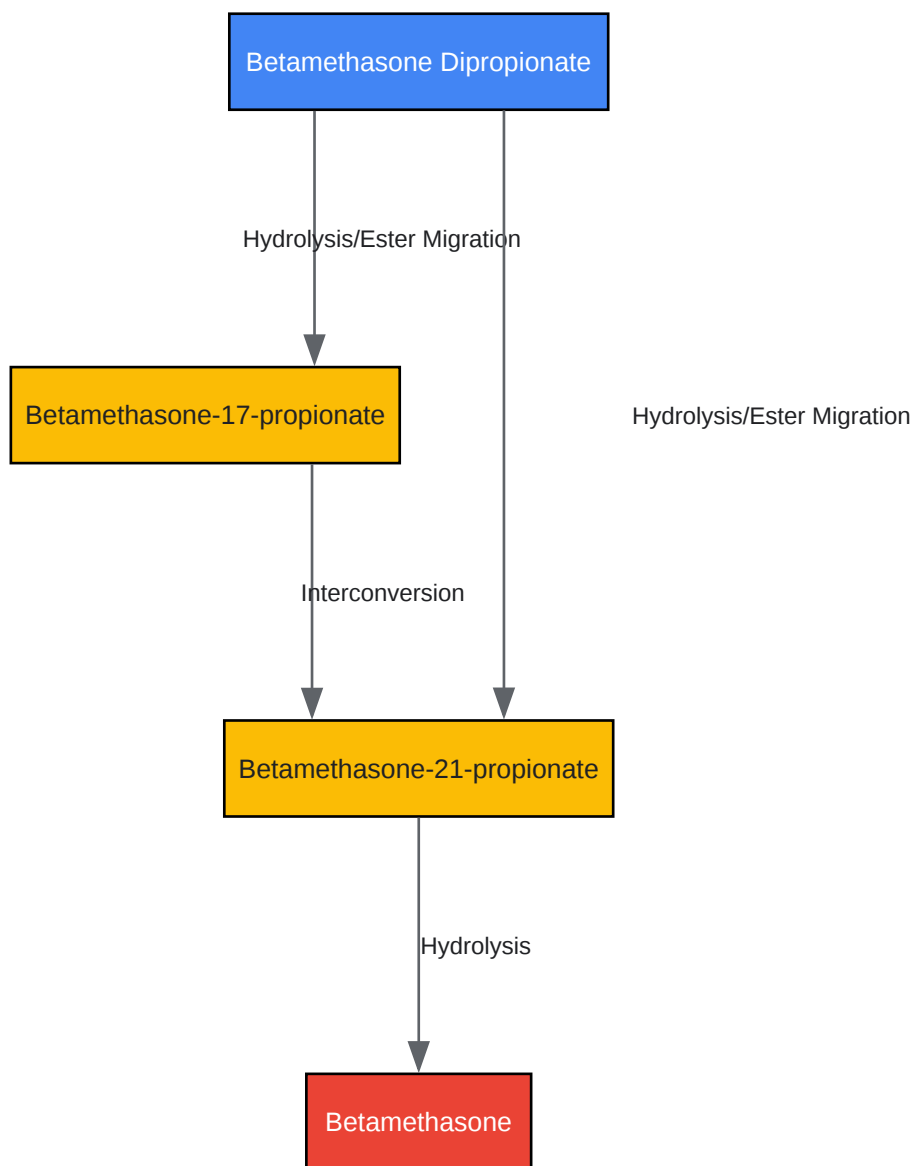 Betamethasone Dipropionate
Hydrolysis/Ester Migration
Betamethasone-17-propionate
Hydrolysis/Ester Migration
Interconversion
Betamethasone-21-propionate
Hydrolysis
Betamethasone